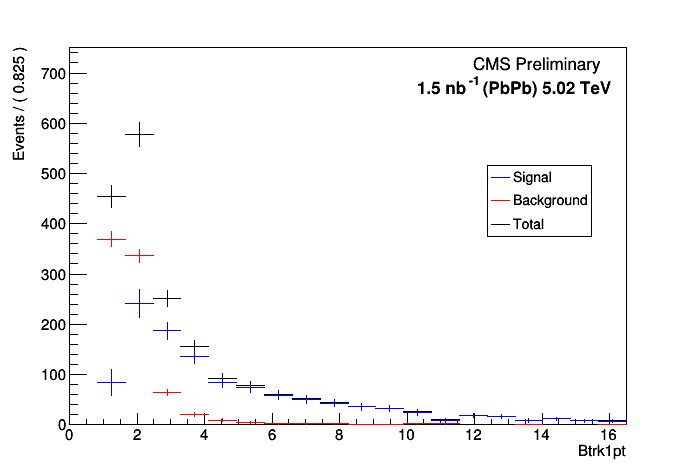 CMS Preliminary
1.5 nb-1 (PbPb) 5.02 TeV
Events / ( 0.825 )
700
600
500
400
300
200
100
0
Signal
Background
Total
0 2 4 6 8 10 12 14 16
Btrk1pt